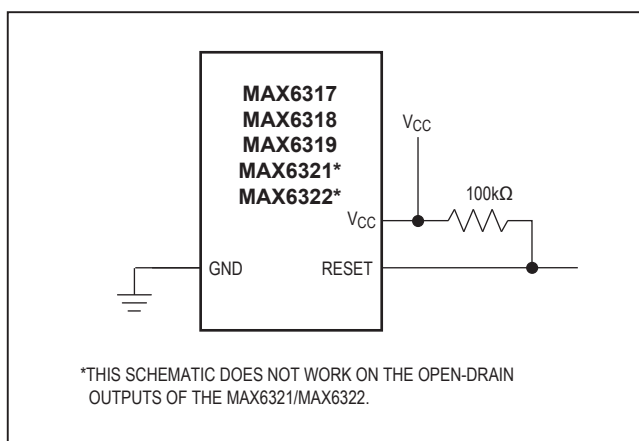 MAX6317
MAX6318
MAX6319
MAX6321*
MAX6322*
VCC
100kΩ
VCC
GND
RESET
*THIS SCHEMATIC DOES NOT WORK ON THE OPEN-DRAIN
OUTPUTS OF THE MAX6321/MAX6322.